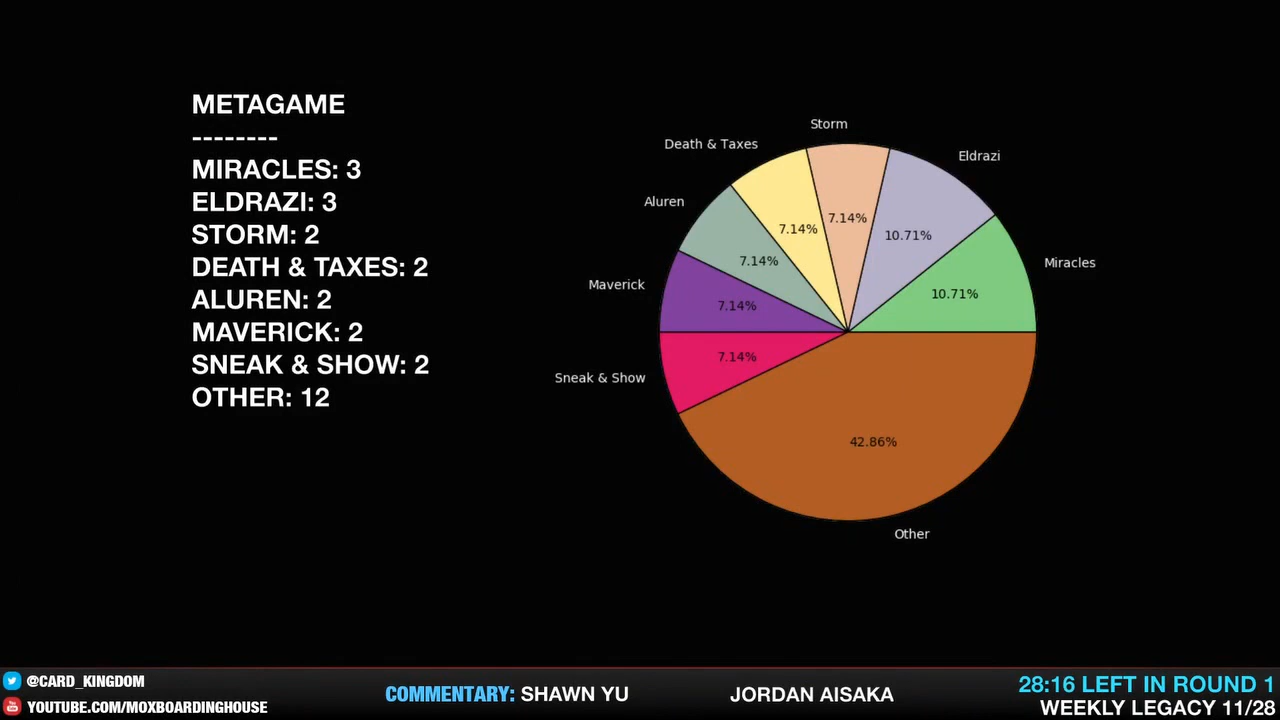 METAGAME
--------
MIRACLES: 3
ELDRAZI: 3
STORM: 2
DEATH & TAXES: 2
ALUREN: 2
MAVERICK: 2
SNEAK & SHOW: 2
OTHER: 12
Storm
Death & Taxes
Eldrazi
Aluren
Miracles
Maverick
Sneak & Show
Other
7.14%
7.14%
10.71%
7.14%
10.71%
7.14%
7.14%
42.86%
@CARD_KINGDOM
YOUTUBE.COM/MOXBOARDINGHOUSE
COMMENTARY: SHAWN YU
JORDAN AISAKA
28:16 LEFT IN ROUND 1
WEEKLY LEGACY 11/28